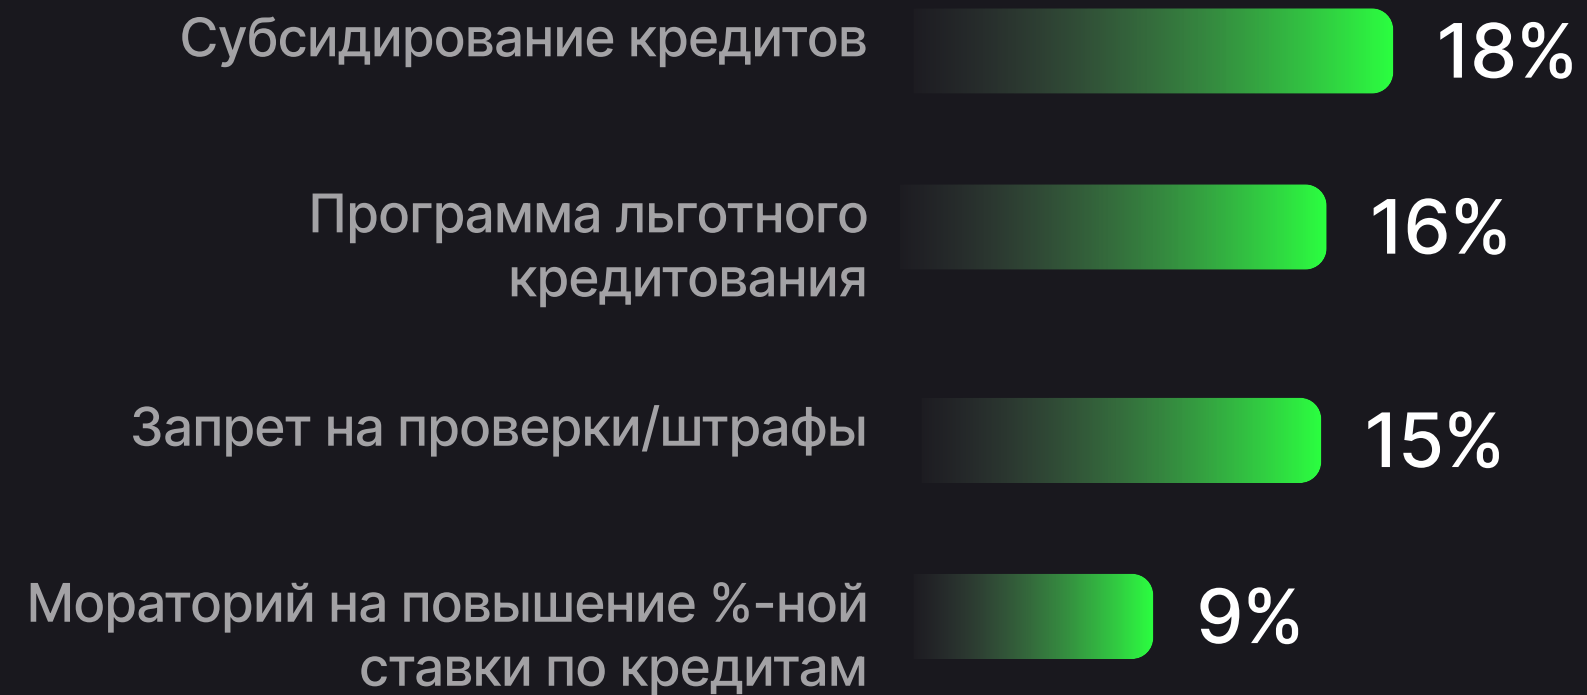 Субсидирование кредитов 18%
Программа льготного 16%
кредитования
Запрет на проверки/штрафы 15%
Мораторий на повышение %-ной 9%
ставки по кредитам